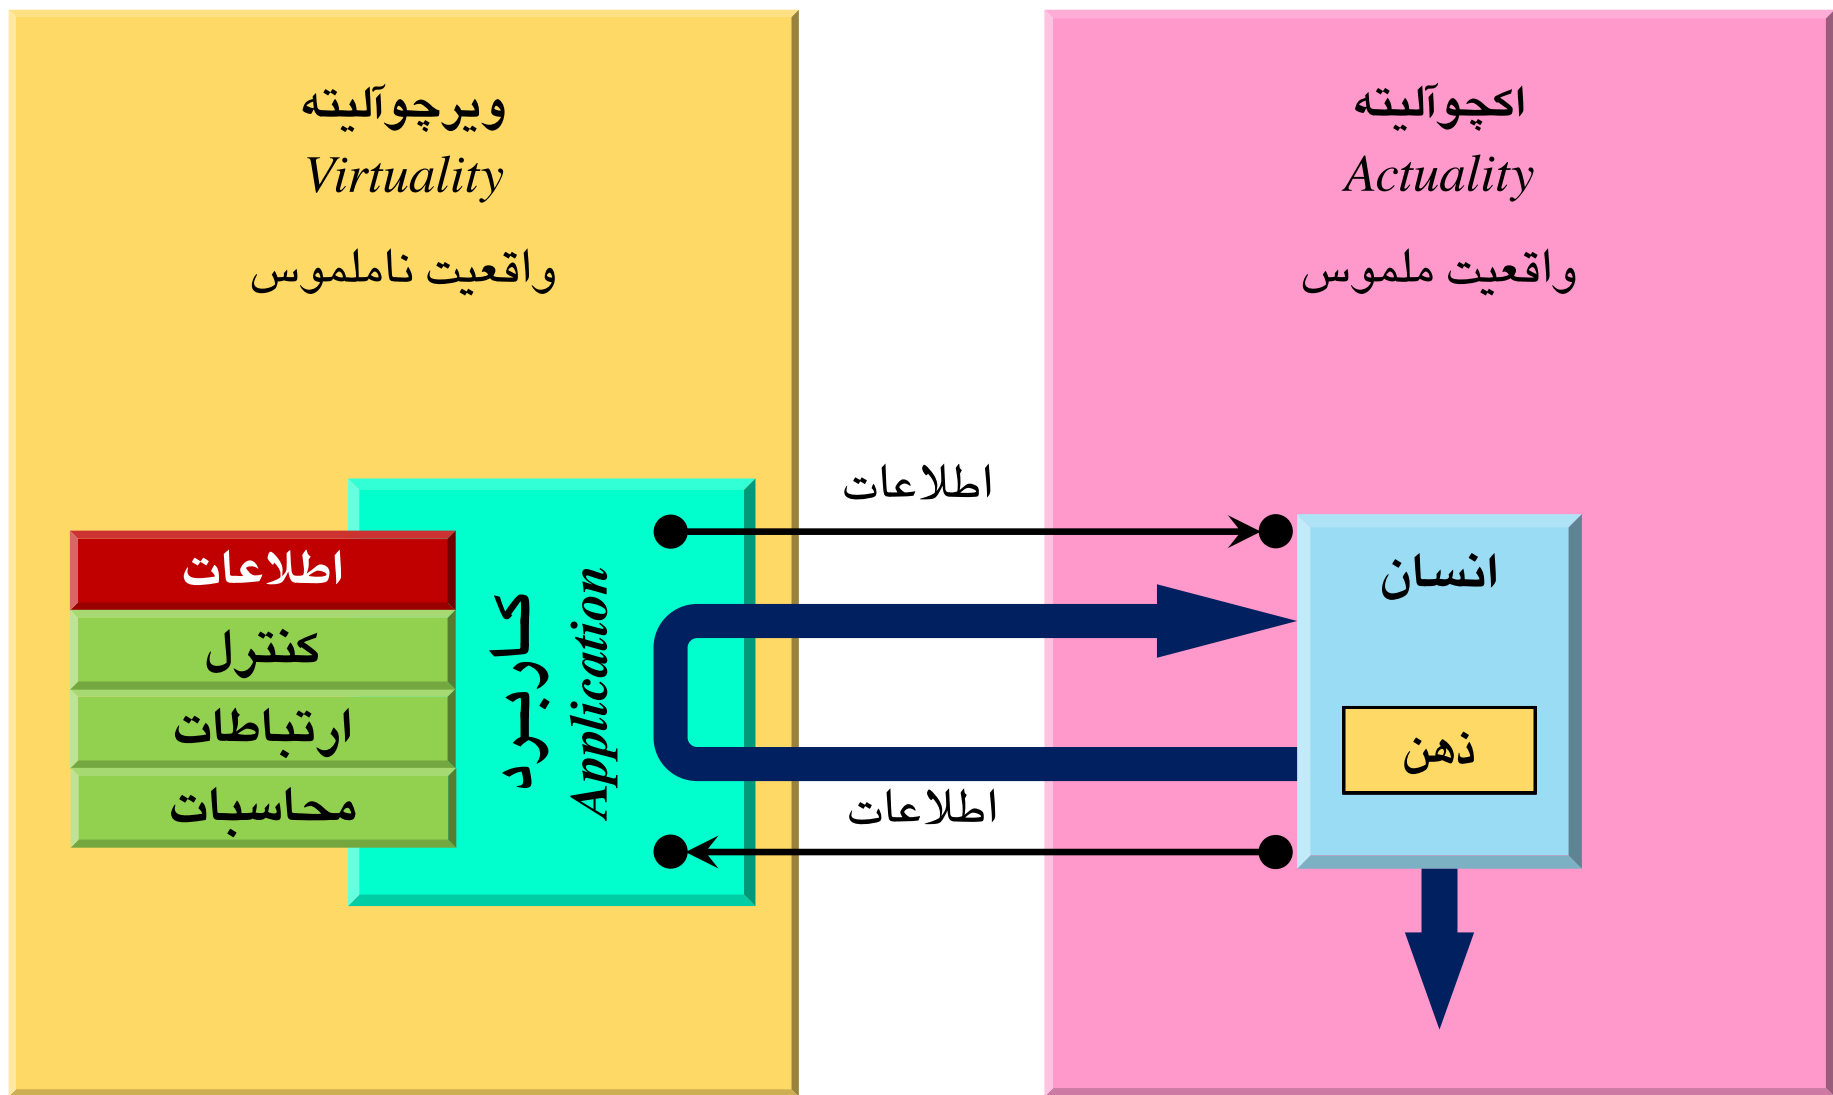 اکچوآلیته
Actuality
واقعیت ملموس
ویرچوآلیته
Virtuality
واقعیت ناملموس
اطلاعات
انسان
ذهن
اطلاعات
کاربرد
Application
اطلاعات
کنترل
ارتباطات
محاسبات